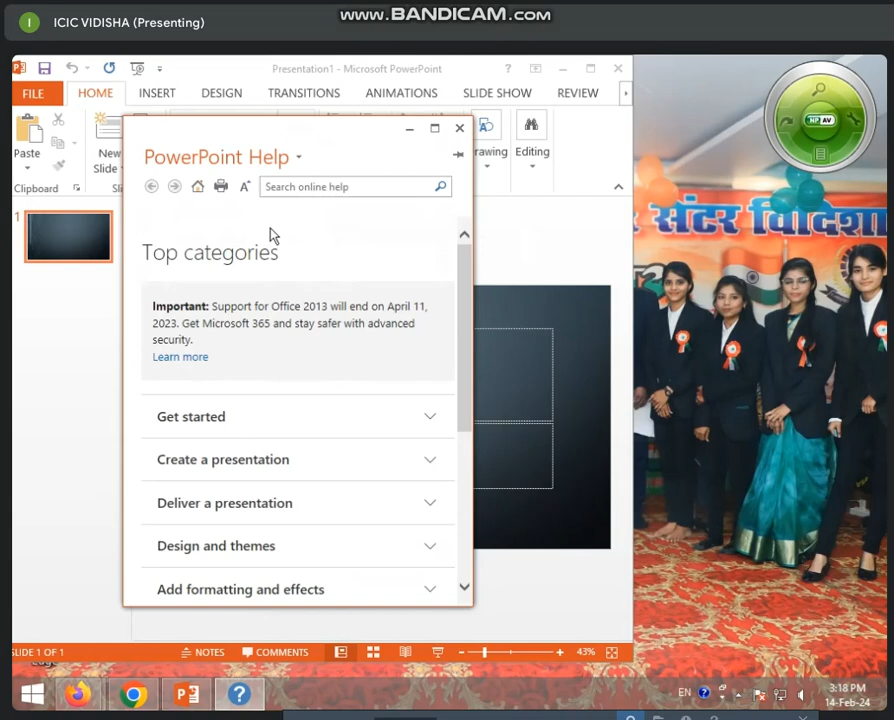 WWW.BANDICAM.COM
I ICIC VIDISHA (Presenting)
Presentation1 - Microsoft PowerPoint
FILE HOME INSERT DESIGN TRANSITIONS ANIMATIONS SLIDE SHOW REVIEW
Paste
New
Slide
Clipboard
rawing
Editing
PowerPoint Help
Search online help
Top categories
Important: Support for Office 2013 will end on April 11,
2023. Get Microsoft 365 and stay safer with advanced
security.
Learn more
Get started
Create a presentation
Deliver a presentation
Design and themes
Add formatting and effects
1
HP AV
सेंटर विदिशा
SLIDE 1 OF 1 NOTES COMMENTS 43%
EN
3:18 PM
14-Feb-24